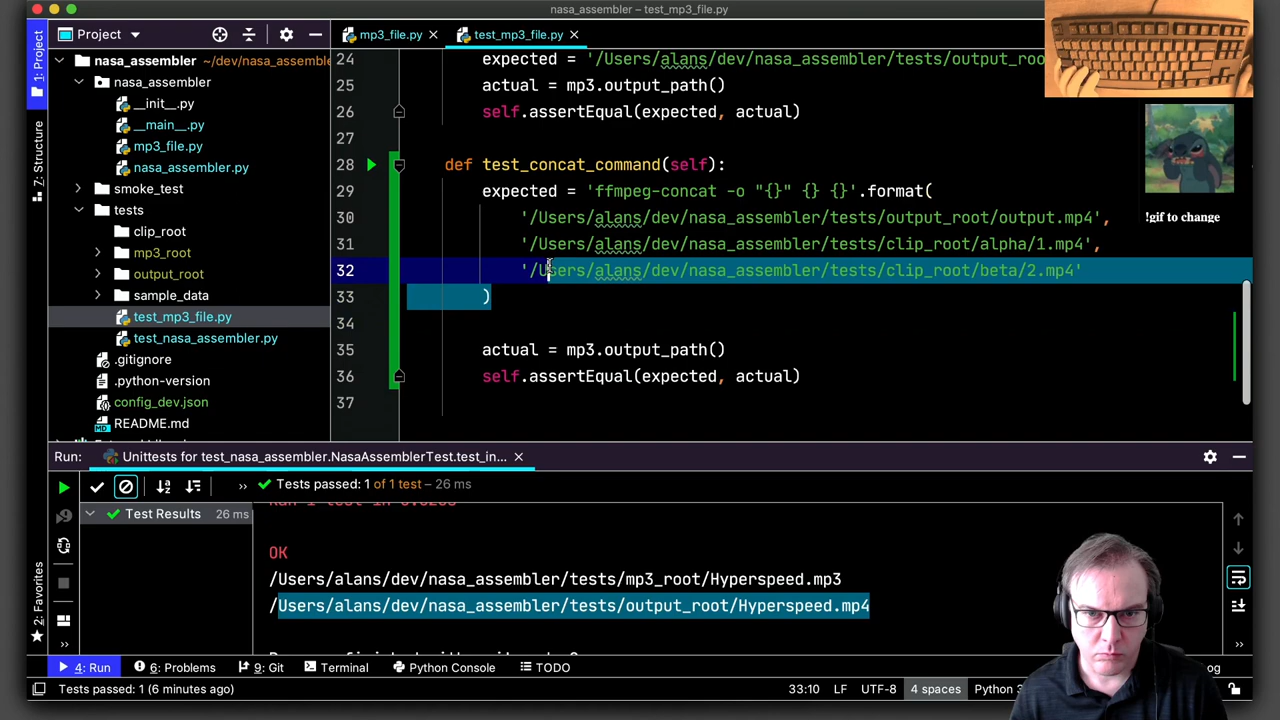 nasa_assembler – test_mp3_file.py
Project
mp3_file.py
test_mp3_file.py
1: Project
7: Structure
2: Favorites
nasa_assembler ~/dev/nasa_assemble
nasa_assembler
__init__.py
__main__.py
mp3_file.py
nasa_assembler.py
smoke_test
tests
clip_root
mp3_root
output_root
sample_data
test_mp3_file.py
test_nasa_assembler.py
.gitignore
.python-version
config_dev.json
README.md
24 expected = '/Users/alans/dev/nasa_assembler/tests/output_roo
25 actual = mp3.output_path()
26 self.assertEqual(expected, actual)
27
28 def test_concat_command(self):
29 expected = 'ffmpeg-concat -o "{}" {} {}'.format(
30 '/Users/alans/dev/nasa_assembler/tests/output_root/output.mp4',
31 '/Users/alans/dev/nasa_assembler/tests/clip_root/alpha/1.mp4',
32 '/Users/alans/dev/nasa_assembler/tests/clip_root/beta/2.mp4'
33 )
34
35 actual = mp3.output_path()
36 self.assertEqual(expected, actual)
37
!gif to change
Run: Unittests for test_nasa_assembler.NasaAssemblerTest.test_in...
Tests passed: 1 of 1 test – 26 ms
Test Results 26 ms
OK
/Users/alans/dev/nasa_assembler/tests/mp3_root/Hyperspeed.mp3
/Users/alans/dev/nasa_assembler/tests/output_root/Hyperspeed.mp4
4: Run
6: Problems
9: Git
Terminal
Python Console
TODO
Tests passed: 1 (6 minutes ago)
33:10 LF UTF-8 4 spaces Python 3